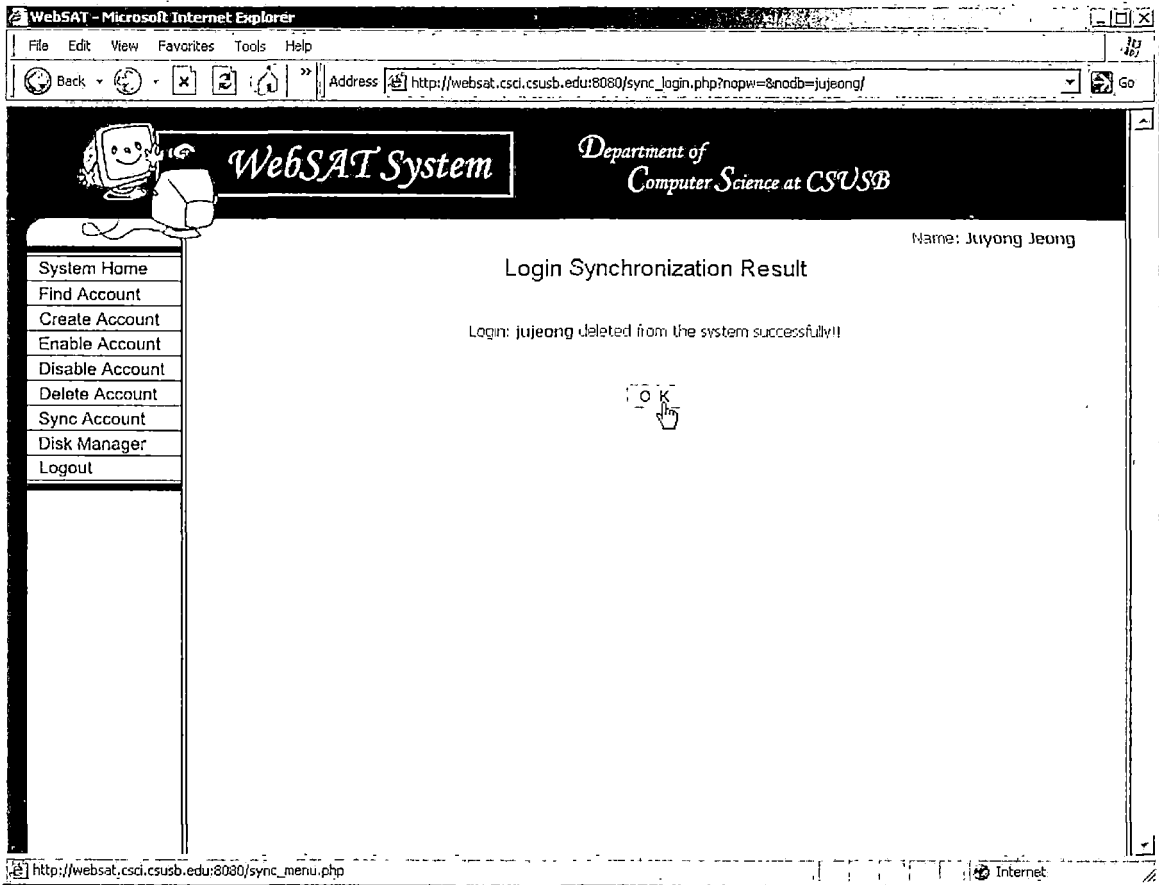 WebSAT - Microsoft Internet Explorer
File Edit View Favorites Tools Help
Back Address http://websat.csci.csusb.edu:8080/sync_login.php?nopw=&nodb=jujeong/ Go
WebSAT System
Department of
Computer Science at CSUSB
Name: Juyong Jeong
Login Synchronization Result
System Home
Find Account
Create Account
Enable Account
Disable Account
Delete Account
Sync Account
Disk Manager
Logout
Login: jujeong deleted from the system successfully!!
O K
http://websat.csci.csusb.edu:8080/sync_menu.php Internet